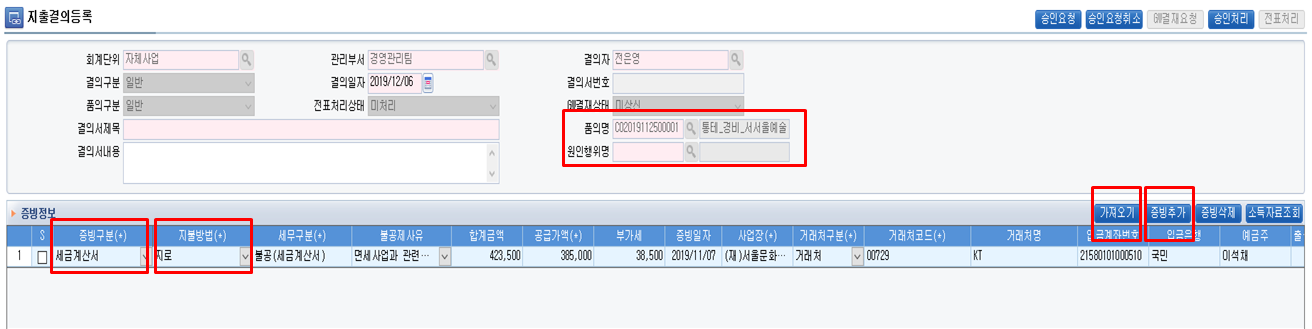 지출결의등록
승인요청 승인요청취소 GW결재요청 승인처리 전표처리
회계단위 자체사업 관리부서 경영관리팀 결의자 전은영
결의구분 일반 결의일자 2019/12/06 결의서번호
품의구분 일반 전표처리상태 미처리 GW결재상태 미상신
결의서제목 품의명 C02019112500001 통테_경비_서서울예술
결의서내용 원인행위명
증빙정보 가져오기 증빙추가 증빙삭제 소득자료조회
S 증빙구분(*) 지불방법(*) 세무구분(*) 불공제사유 합계금액 공급가액(*) 부가세 증빙일자 사업장(*) 거래처구분(*) 거래처코드(*) 거래처명 입금계좌번호 입금은행 예금주 출
1 세금계산서 지로 불공(세금계산서) 면세사업과 관련… 423,500 385,000 38,500 2019/11/07 (재)서울문화… 거래처 00729 KT 21580101000510 국민 이석채